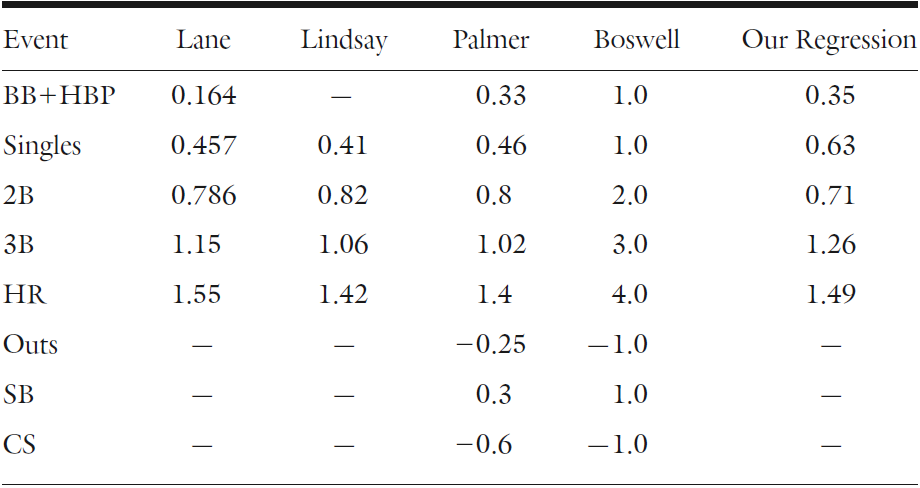 Event Lane Lindsay Palmer Boswell Our Regression
BB+HBP 0.164 — 0.33 1.0 0.35
Singles 0.457 0.41 0.46 1.0 0.63
2B 0.786 0.82 0.8 2.0 0.71
3B 1.15 1.06 1.02 3.0 1.26
HR 1.55 1.42 1.4 4.0 1.49
Outs — — −0.25 −1.0 —
SB — — 0.3 1.0 —
CS — — −0.6 −1.0 —